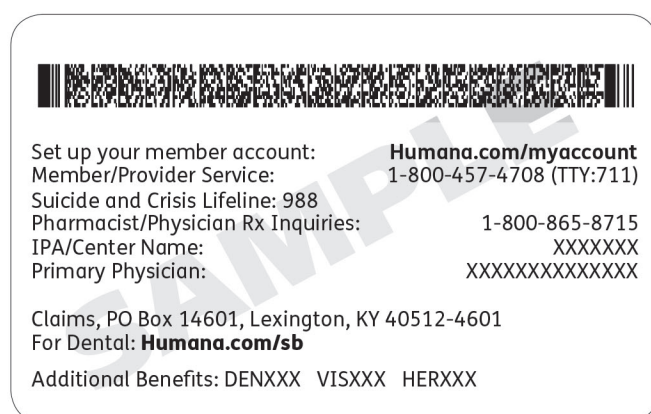 Set up your member account: Humana.com/myaccount
Member/Provider Service: 1-800-457-4708 (TTY:711)
Suicide and Crisis Lifeline: 988
Pharmacist/Physician Rx Inquiries: 1-800-865-8715
IPA/Center Name: XXXXXXX
Primary Physician: XXXXXXXXXXXXXX
Claims, PO Box 14601, Lexington, KY 40512-4601
For Dental: Humana.com/sb
Additional Benefits: DENXXX VISXXX HERXXX
SAMPLE